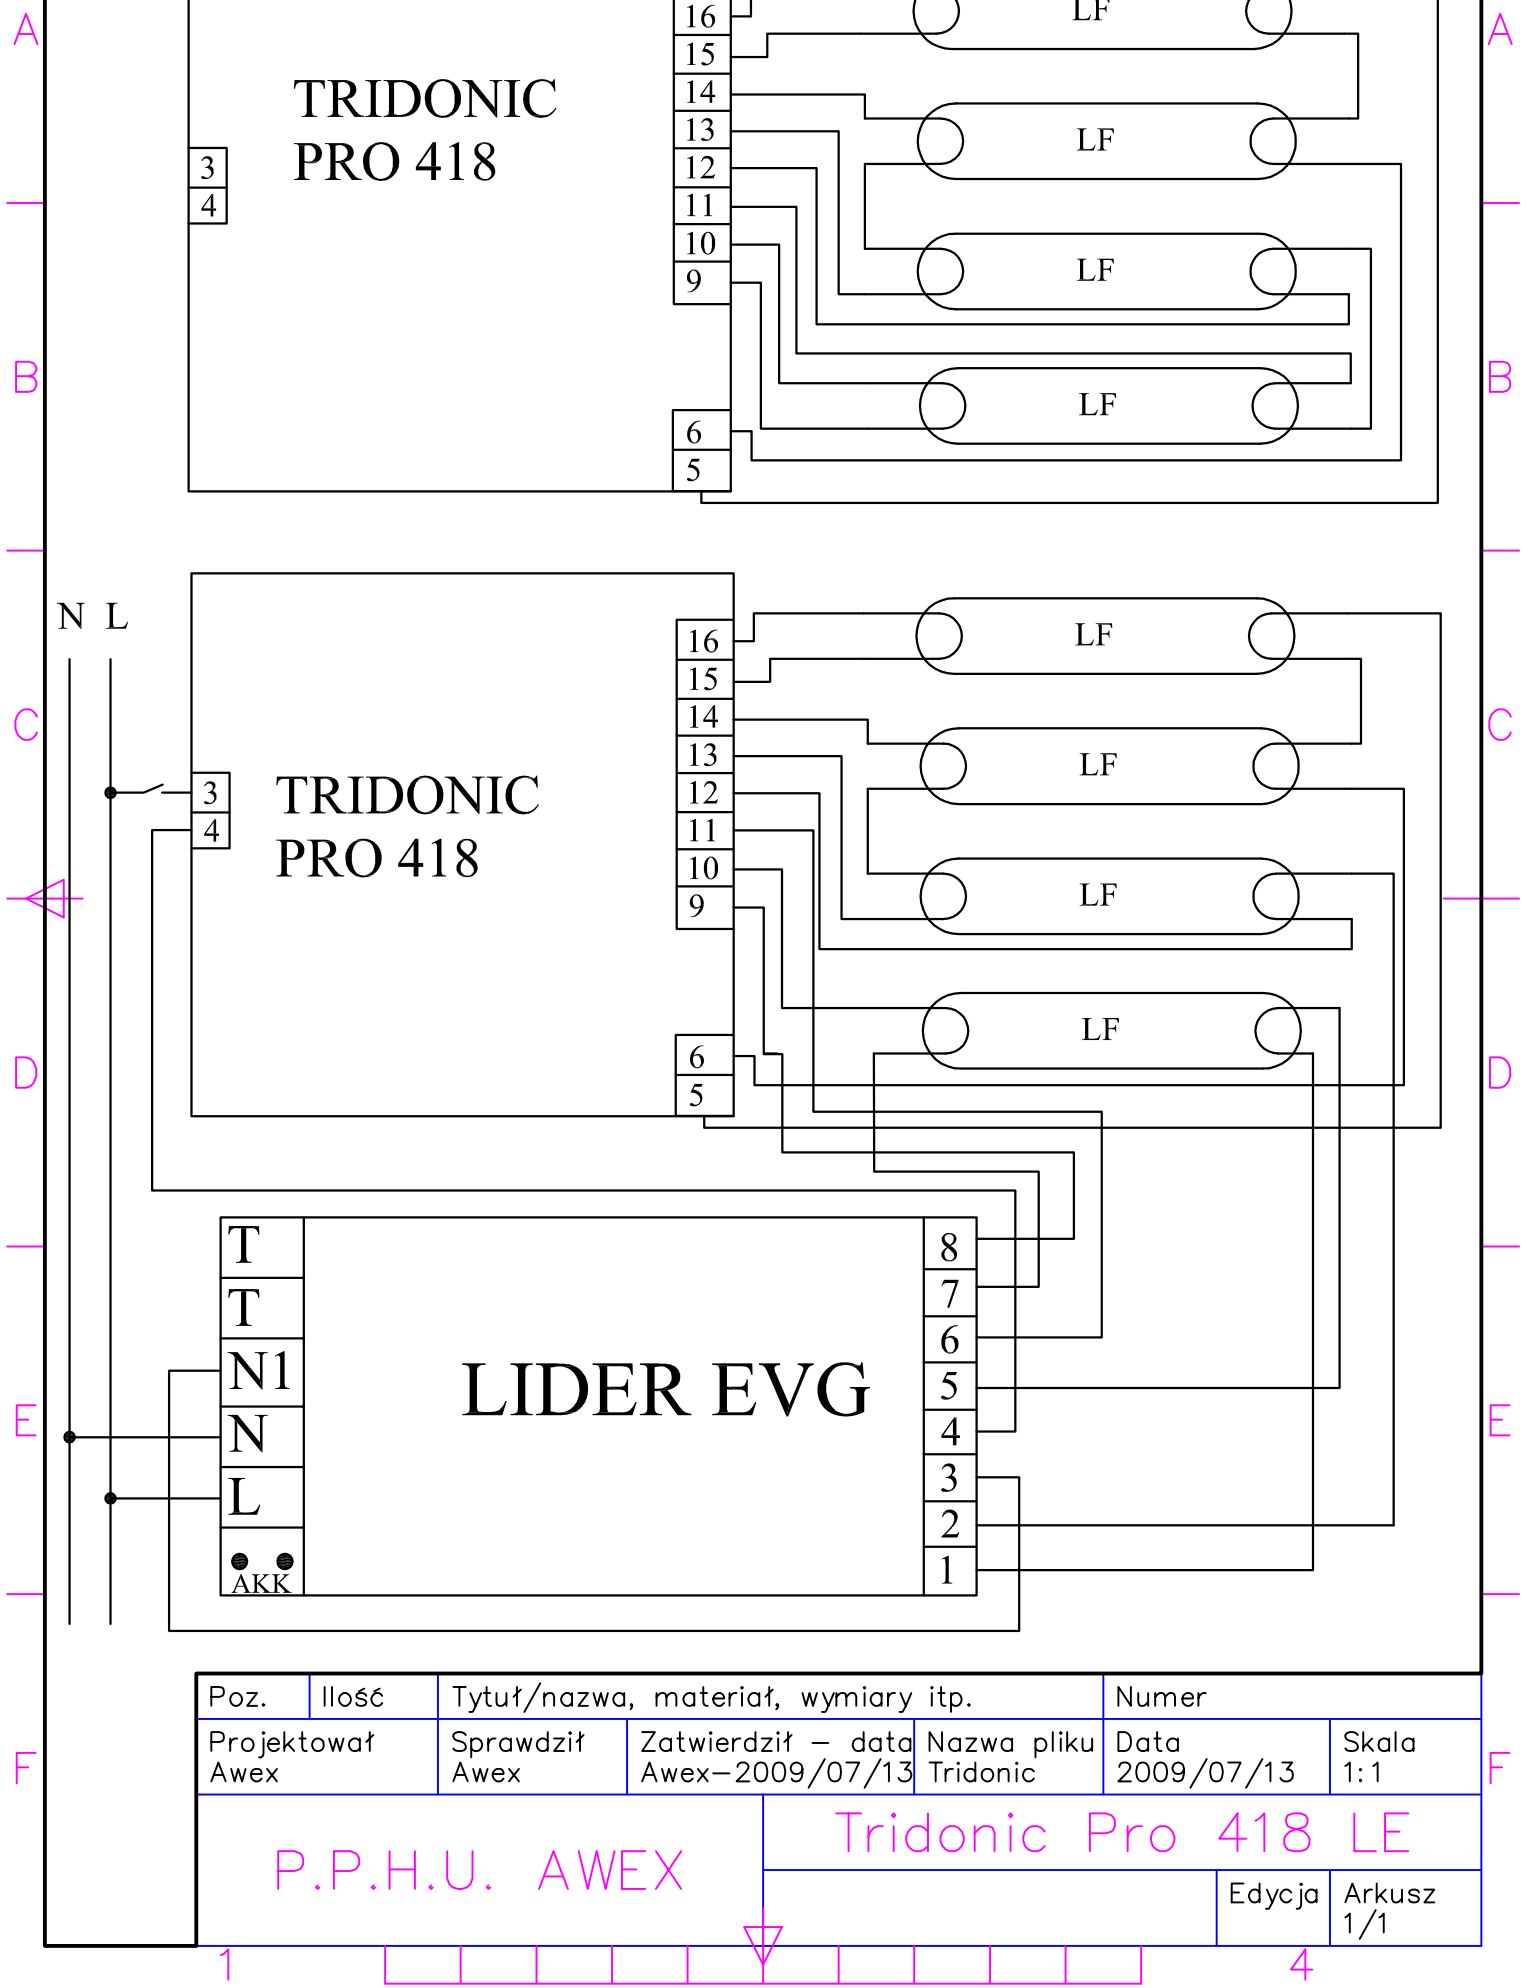 A
A
16
LF
15
14
13
12
11
10
9
TRIDONIC
PRO 418
3
4
LF
LF
B
B
LF
6
5
N L
16
15
14
13
12
11
10
9
LF
C
C
LF
3
4
TRIDONIC
PRO 418
LF
LF
D
D
6
5
T
T
N1
N
L
AKK
LIDER EVG
8
7
6
5
4
3
2
1
E
E
Poz. Ilość Tytuł/nazwa, materiał, wymiary itp. Numer
Projektował Sprawdził Zatwierdził – data Nazwa pliku Data Skala
Awex Awex Awex–2009/07/13 Tridonic 2009/07/13 1:1
F
F
P.P.H.U. AWEX
Tridonic Pro 418 LE
Edycja Arkusz
1/1
1
4